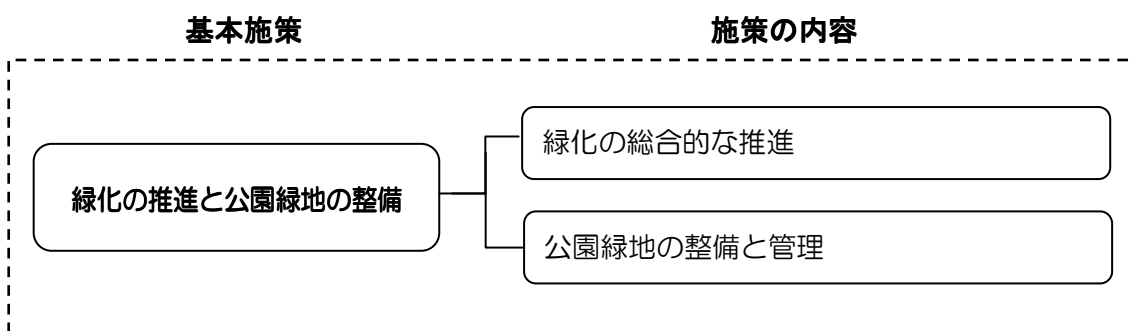 基本施策
施策の内容
緑化の総合的な推進
緑化の推進と公園緑地の整備
公園緑地の整備と管理